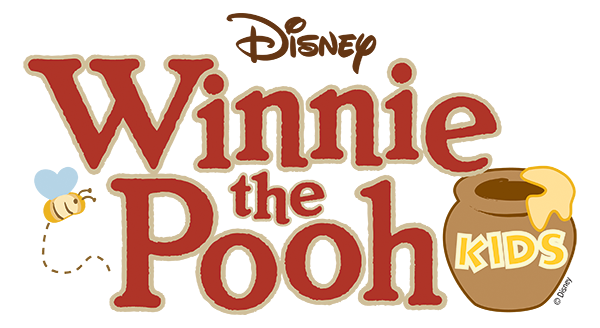 Disney
Winnie
the
Pooh
KIDS
© Disney